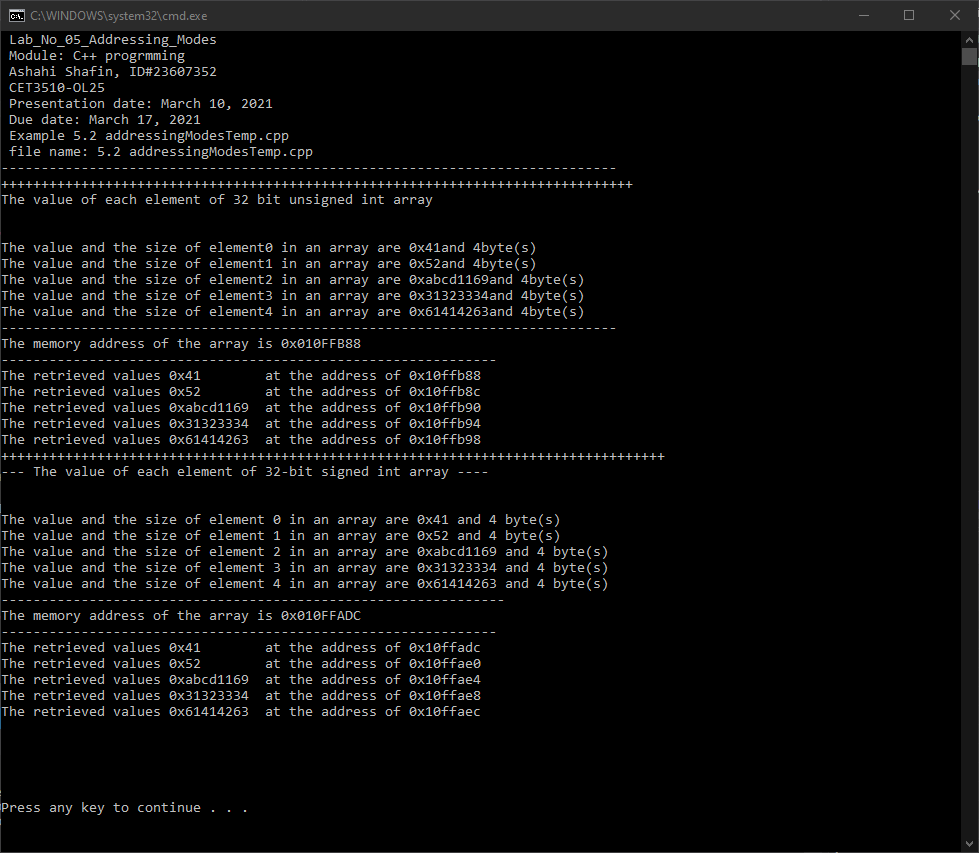 C:\WINDOWS\system32\cmd.exe
Lab_No_05_Addressing_Modes
Module: C++ progrmming
Ashahi Shafin, ID#23607352
CET3510-OL25
Presentation date: March 10, 2021
Due date: March 17, 2021
Example 5.2 addressingModesTemp.cpp
file name: 5.2 addressingModesTemp.cpp
-----------------------------------------------------------------------------
+++++++++++++++++++++++++++++++++++++++++++++++++++++++++++++++++++++++++++++++
The value of each element of 32 bit unsigned int array
The value and the size of element0 in an array are 0x41and 4byte(s)
The value and the size of element1 in an array are 0x52and 4byte(s)
The value and the size of element2 in an array are 0xabcd1169and 4byte(s)
The value and the size of element3 in an array are 0x31323334and 4byte(s)
The value and the size of element4 in an array are 0x61414263and 4byte(s)
-----------------------------------------------------------------------------
The memory address of the array is 0x010FFB88
--------------------------------------------------------------
The retrieved values 0x41        at the address of 0x10ffb88
The retrieved values 0x52        at the address of 0x10ffb8c
The retrieved values 0xabcd1169  at the address of 0x10ffb90
The retrieved values 0x31323334  at the address of 0x10ffb94
The retrieved values 0x61414263  at the address of 0x10ffb98
+++++++++++++++++++++++++++++++++++++++++++++++++++++++++++++++++++++++++++++++++++
--- The value of each element of 32-bit signed int array ----
The value and the size of element 0 in an array are 0x41 and 4 byte(s)
The value and the size of element 1 in an array are 0x52 and 4 byte(s)
The value and the size of element 2 in an array are 0xabcd1169 and 4 byte(s)
The value and the size of element 3 in an array are 0x31323334 and 4 byte(s)
The value and the size of element 4 in an array are 0x61414263 and 4 byte(s)
---------------------------------------------------------------
The memory address of the array is 0x010FFADC
--------------------------------------------------------------
The retrieved values 0x41        at the address of 0x10ffadc
The retrieved values 0x52        at the address of 0x10ffae0
The retrieved values 0xabcd1169  at the address of 0x10ffae4
The retrieved values 0x31323334  at the address of 0x10ffae8
The retrieved values 0x61414263  at the address of 0x10ffaec
Press any key to continue . . .